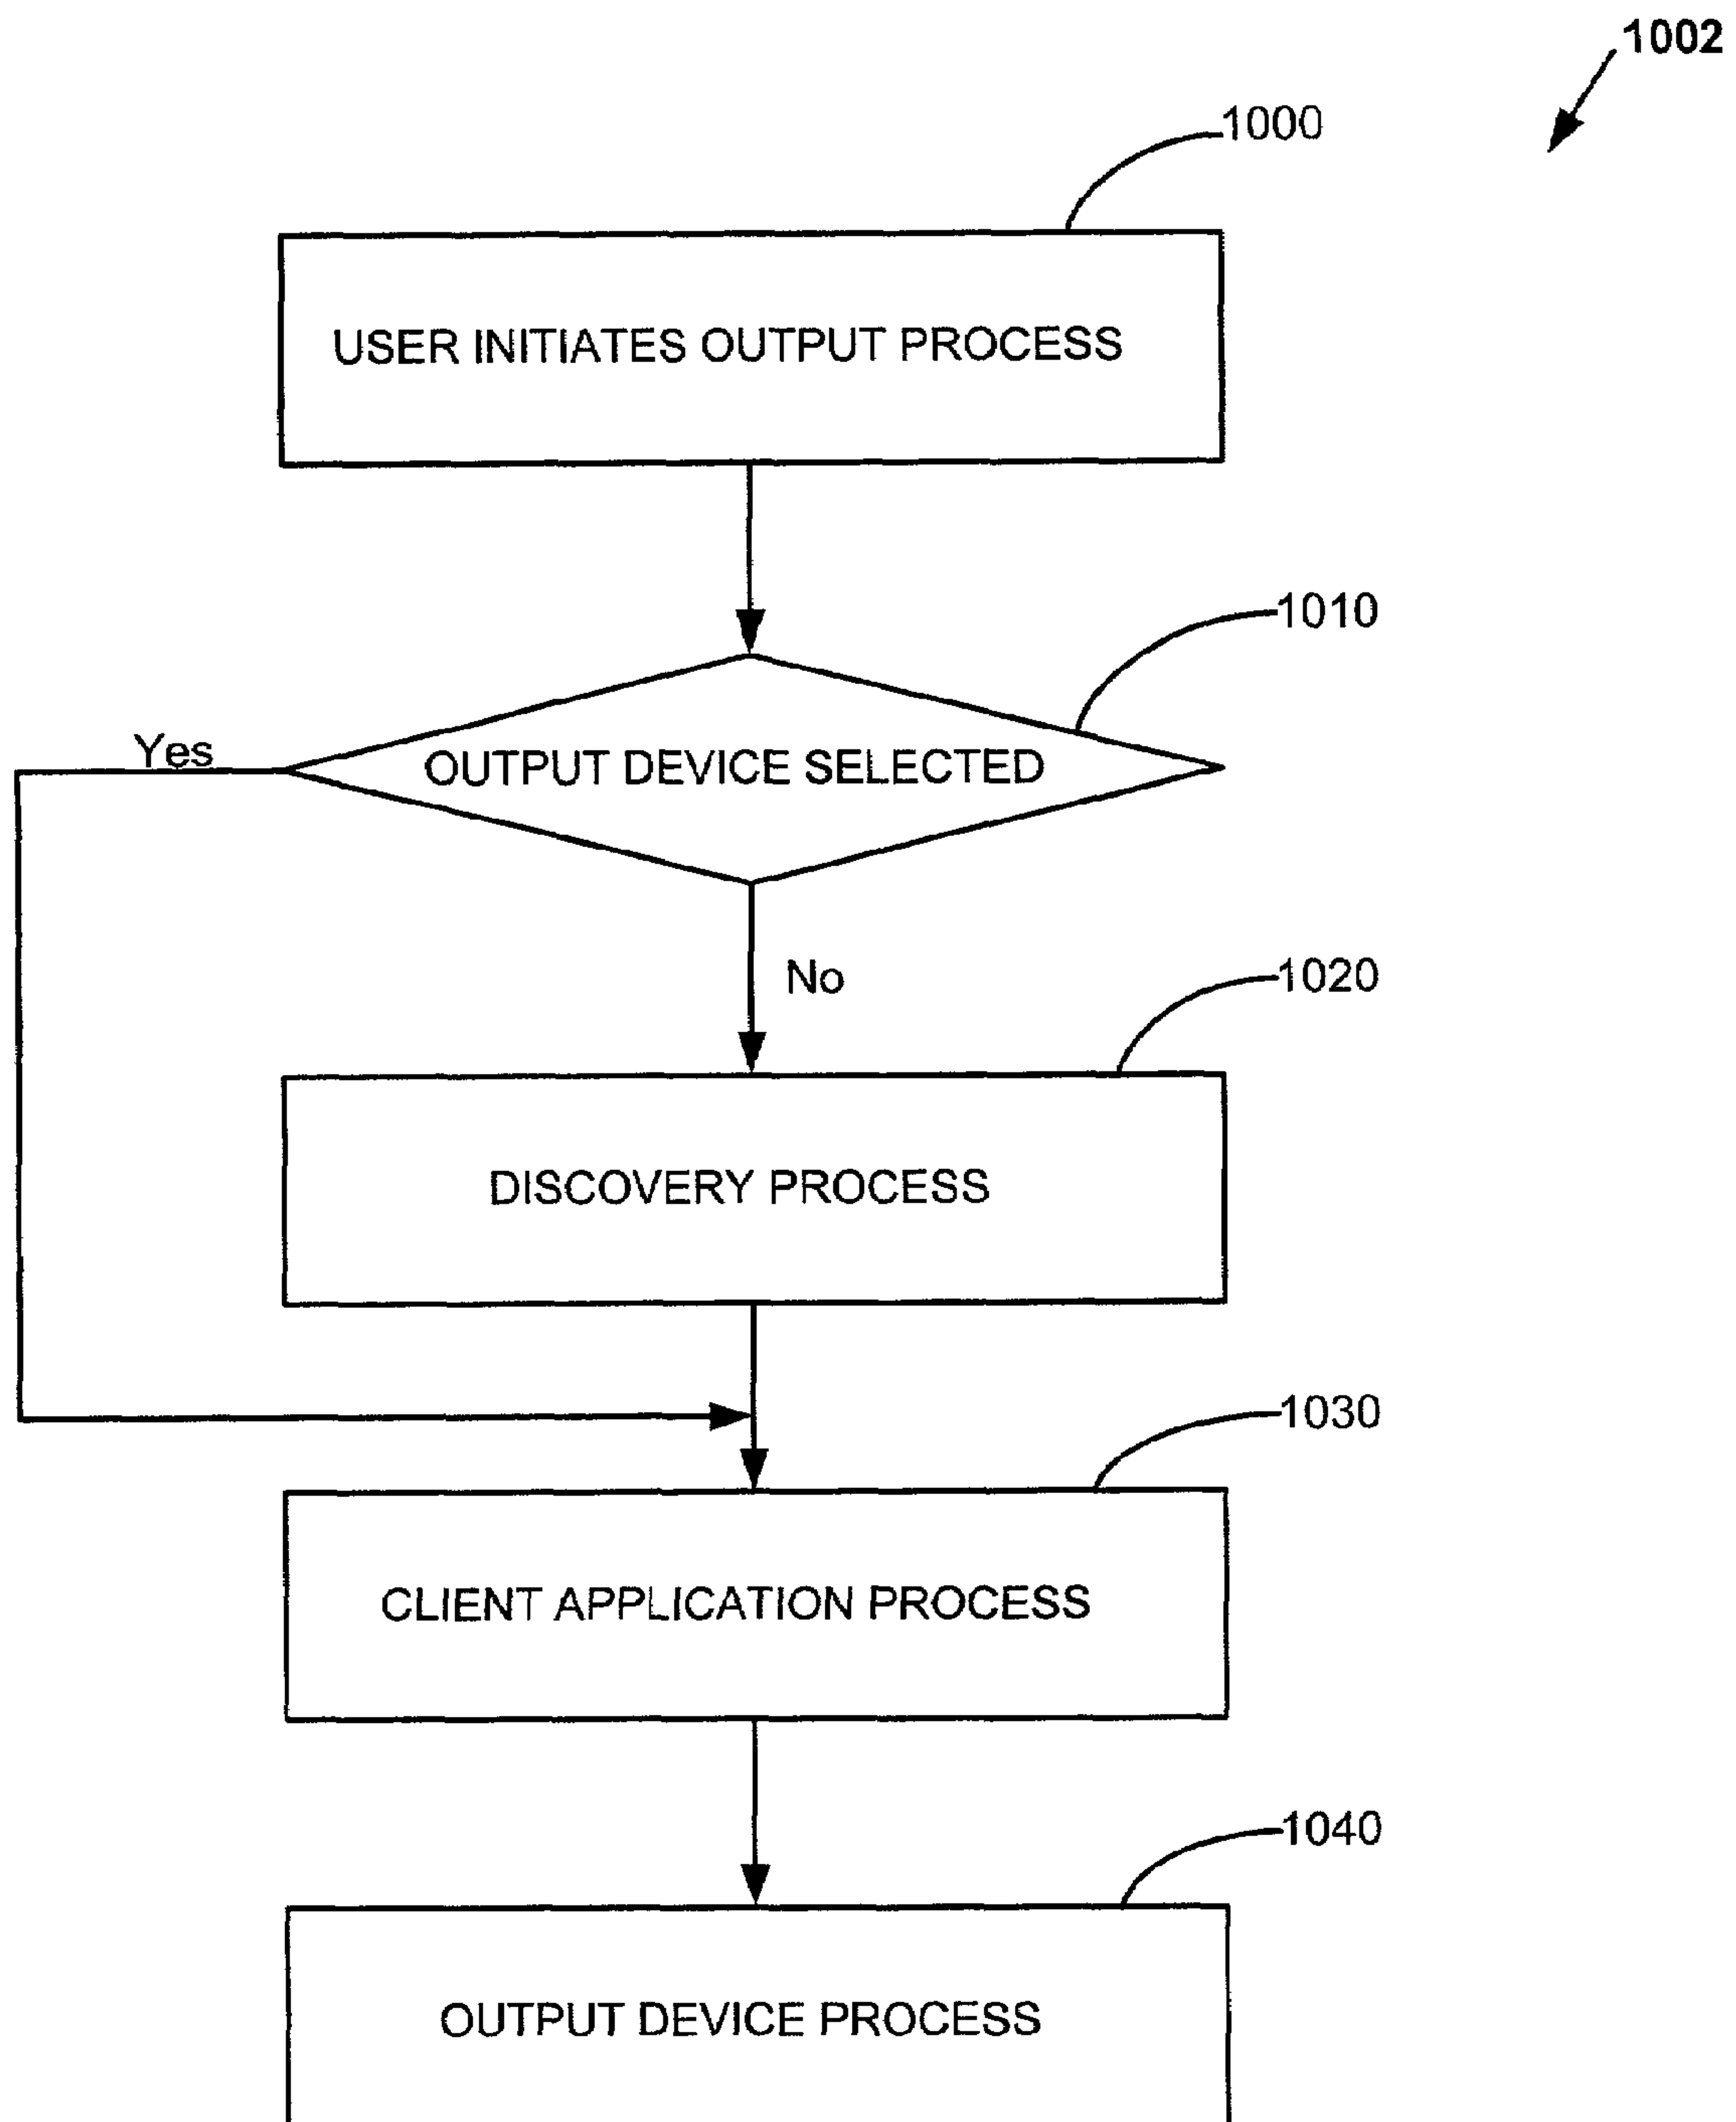 1002
1000
USER INITIATES OUTPUT PROCESS
1010
Yes
OUTPUT DEVICE SELECTED
No
1020
DISCOVERY PROCESS
1030
CLIENT APPLICATION PROCESS
1040
OUTPUT DEVICE PROCESS